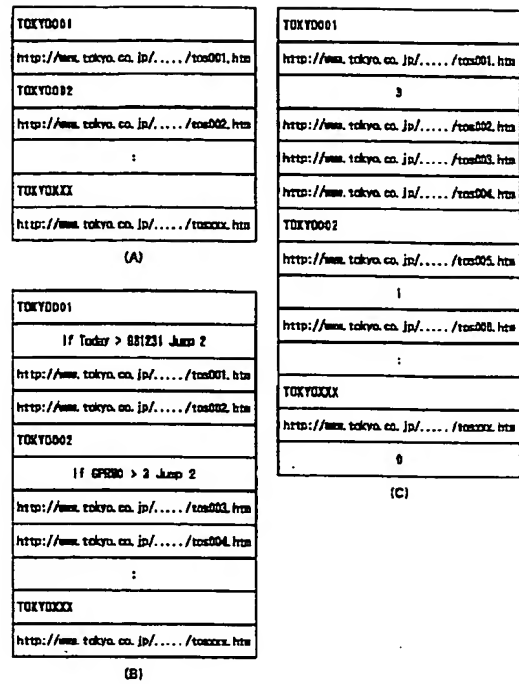 TOKYO001
http://www.tokyo.co.jp/...../tos001.htm
TOKYO002
http://www.tokyo.co.jp/...../tos002.htm
:
TOKYOXXX
http://www.tokyo.co.jp/...../tosxxx.htm
(A)
TOKYO001
If Today > 981231 Jump 2
http://www.tokyo.co.jp/...../tos001.htm
http://www.tokyo.co.jp/...../tos002.htm
TOKYO002
If > 3 Jump 2
http://www.tokyo.co.jp/...../tos003.htm
http://www.tokyo.co.jp/...../tos004.htm
:
TOKYOXXX
http://www.tokyo.co.jp/...../tosxxx.htm
(B)
TOKYO001
http://www.tokyo.co.jp/...../tos001.htm
3
http://www.tokyo.co.jp/...../tos002.htm
http://www.tokyo.co.jp/...../tos003.htm
http://www.tokyo.co.jp/...../tos004.htm
TOKYO002
http://www.tokyo.co.jp/...../tos005.htm
1
http://www.tokyo.co.jp/...../tos006.htm
:
TOKYOXXX
http://www.tokyo.co.jp/...../tosxxx.htm
0
(C)